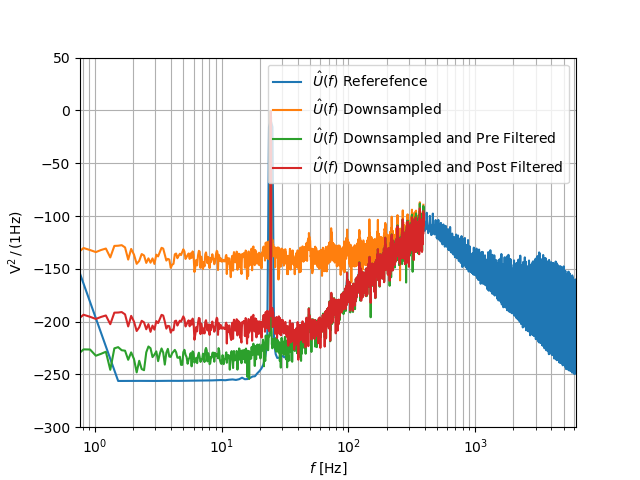 50
0
−50
−100
−150
−200
−250
−300
V² / (1Hz)
Û(f) Referefence
Û(f) Downsampled
Û(f) Downsampled and Pre Filtered
Û(f) Downsampled and Post Filtered
10⁰ 10¹ 10² 10³
f [Hz]